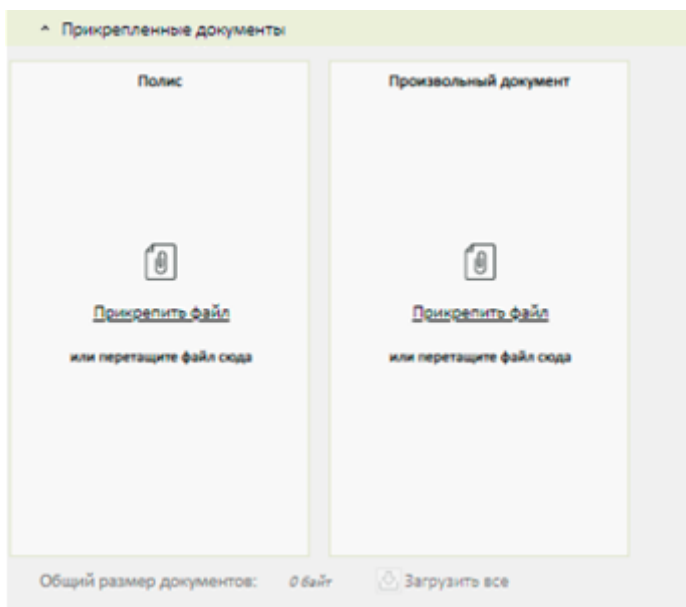 Прикрепленные документы
Полис
Произвольный документ
Прикрепить файл
Прикрепить файл
или перетащите файл сюда
или перетащите файл сюда
Общий размер документов: 0 байт Загрузить все